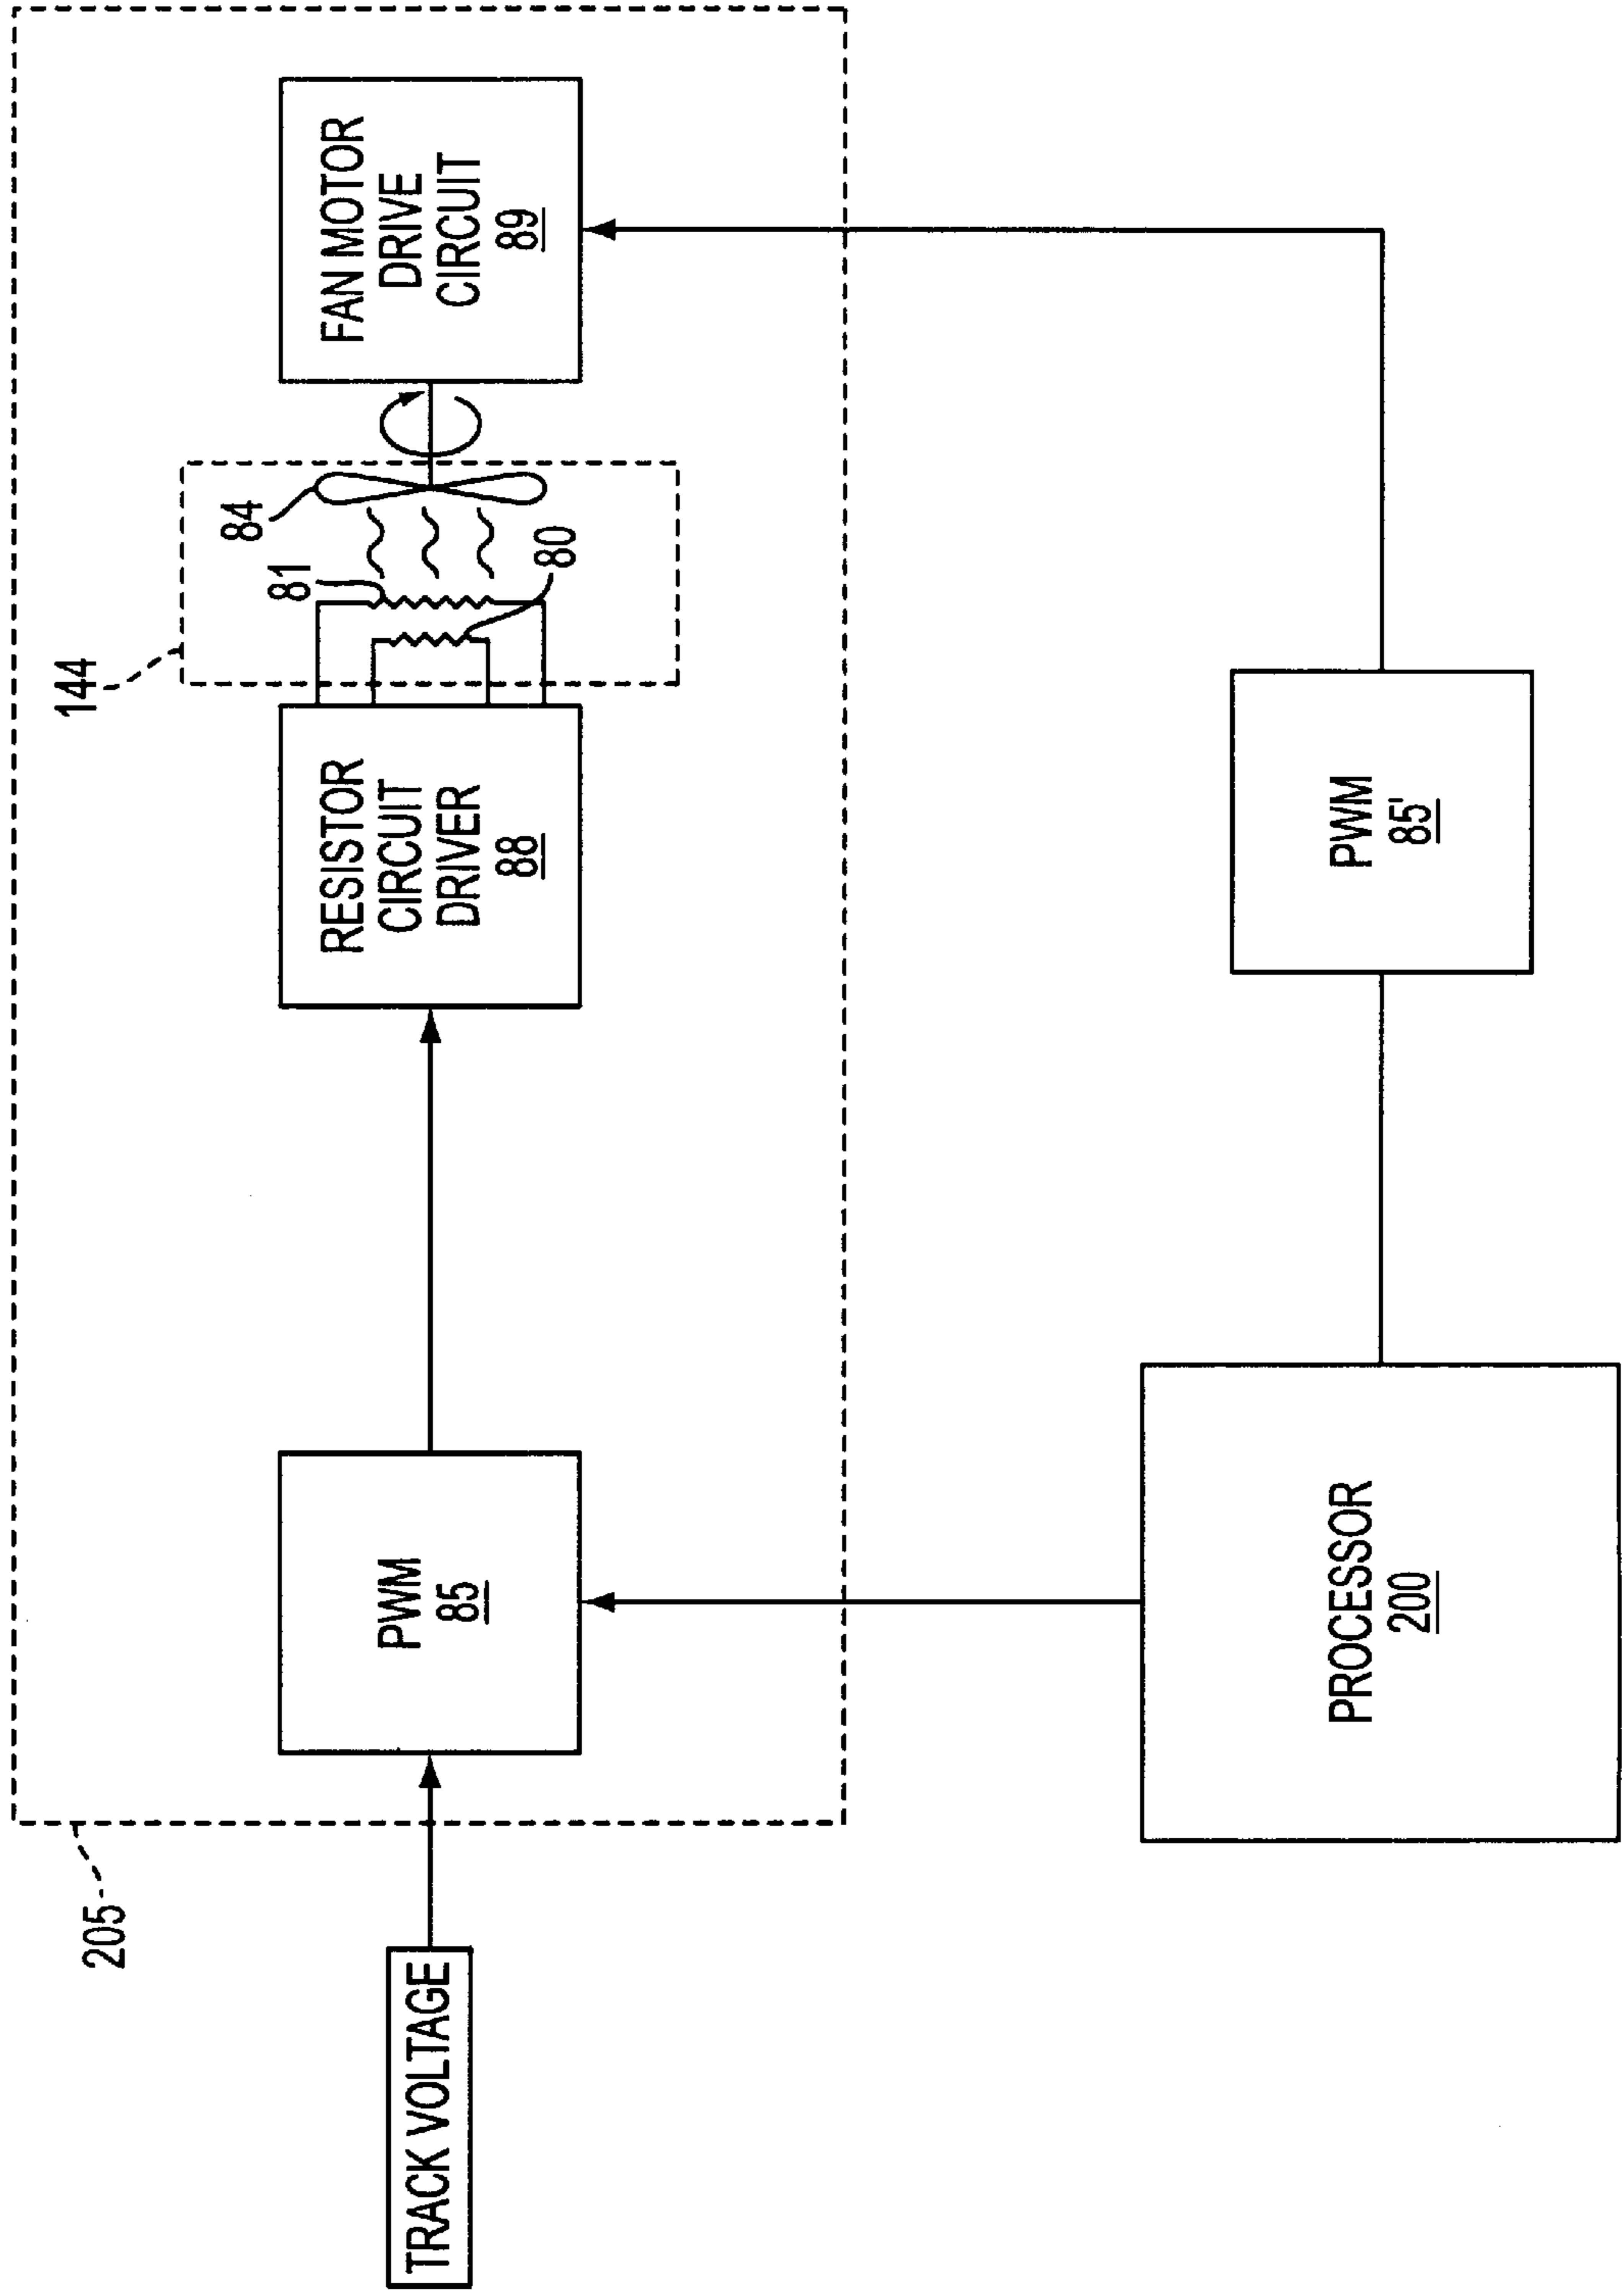 205
144
TRACK VOLTAGE
PWM
85
RESISTOR
CIRCUIT
DRIVER
88
81
84
80
FAN MOTOR
DRIVE
CIRCUIT
89
PROCESSOR
200
PWM
85'